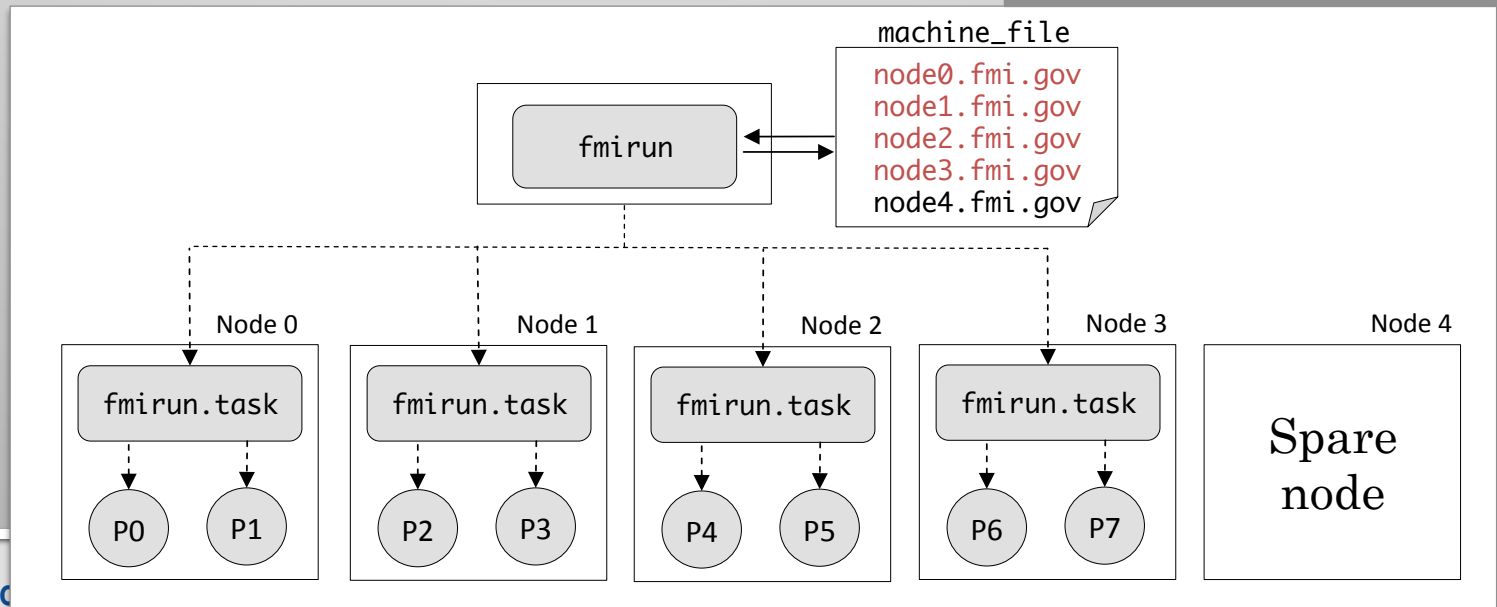 machine_file
node0.fmi.gov
node1.fmi.gov
node2.fmi.gov
node3.fmi.gov
node4.fmi.gov
fmirun
Node 0
Node 1
Node 2
Node 3
Node 4
fmirun.task
fmirun.task
fmirun.task
fmirun.task
Spare
node
P0
P1
P2
P3
P4
P5
P6
P7